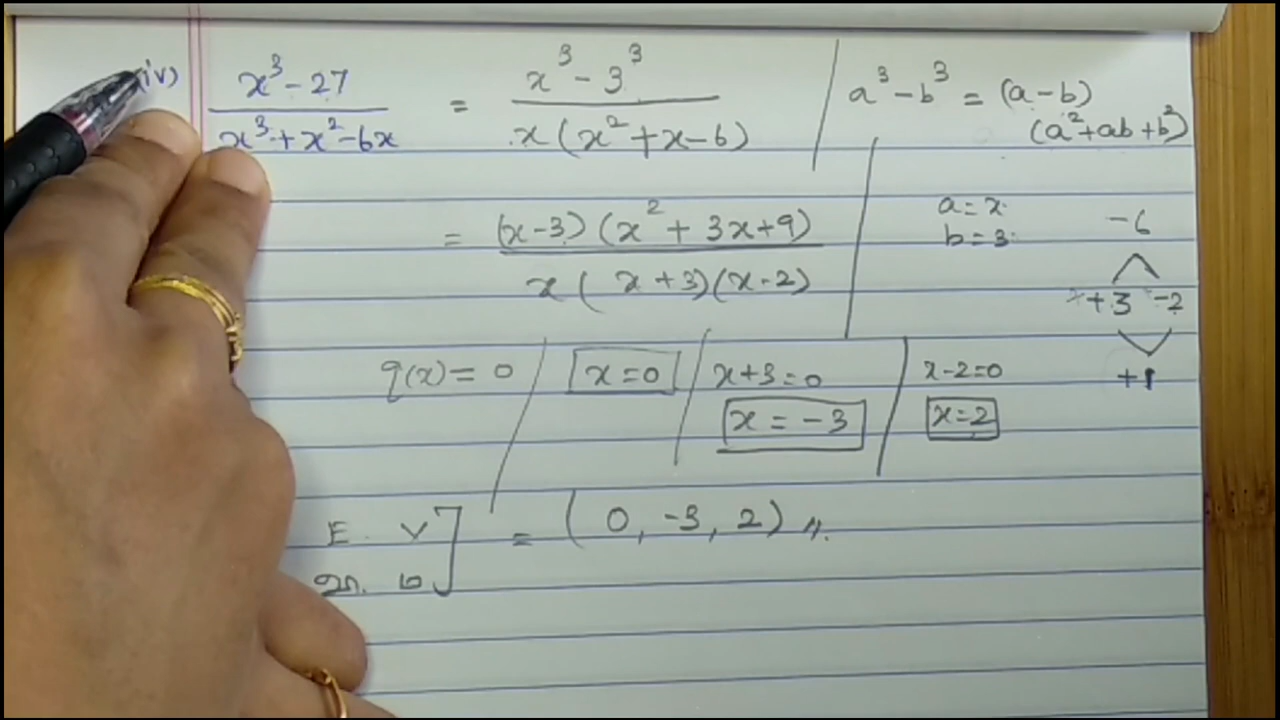 iv) x³ - 27 / x³ + x² - 6x = x³ - 3³ / x(x² + x - 6)
a³ - b³ = (a - b)
(a² + ab + b²)
= (x - 3)(x² + 3x + 9) / x(x + 3)(x - 2)
a = x
b = 3
-6
+3 -2
+1
q(x) = 0
x = 0
x + 3 = 0
x = -3
x - 2 = 0
x = 2
E. V] = (0, -3, 2)